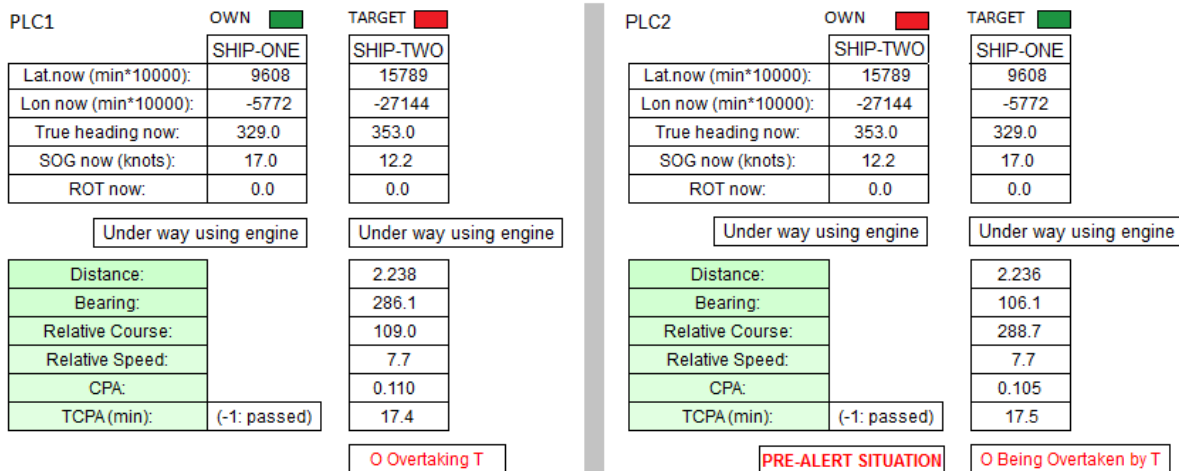 PLC1 OWN TARGET
SHIP-ONE SHIP-TWO
Lat.now (min*10000): 9608 15789
Lon now (min*10000): -5772 -27144
True heading now: 329.0 353.0
SOG now (knots): 17.0 12.2
ROT now: 0.0 0.0
Under way using engine Under way using engine
Distance: 2.238
Bearing: 286.1
Relative Course: 109.0
Relative Speed: 7.7
CPA: 0.110
TCPA (min): (-1: passed) 17.4
O Overtaking T
PLC2 OWN TARGET
SHIP-TWO SHIP-ONE
Lat.now (min*10000): 15789 9608
Lon now (min*10000): -27144 -5772
True heading now: 353.0 329.0
SOG now (knots): 12.2 17.0
ROT now: 0.0 0.0
Under way using engine Under way using engine
Distance: 2.236
Bearing: 106.1
Relative Course: 288.7
Relative Speed: 7.7
CPA: 0.105
TCPA (min): (-1: passed) 17.5
PRE-ALERT SITUATION O Being Overtaken by T